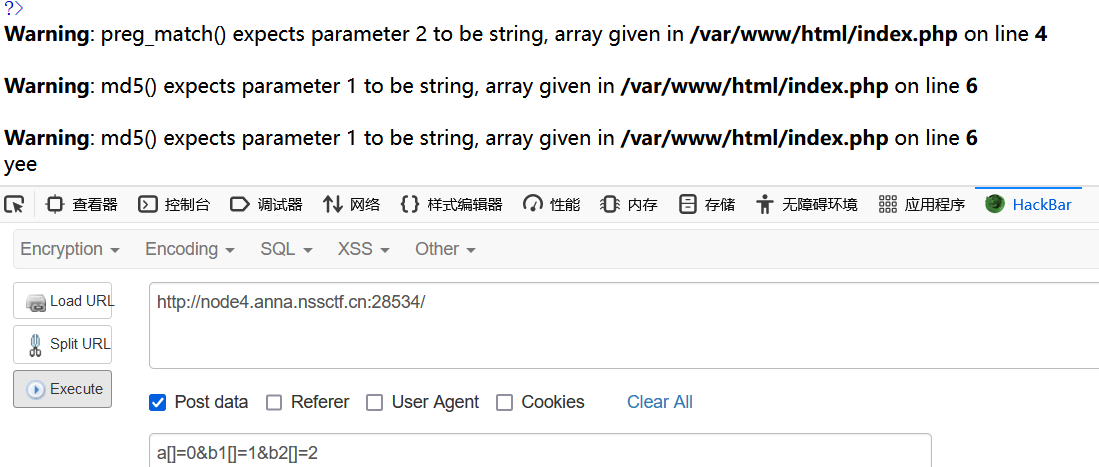 ?>
Warning: preg_match() expects parameter 2 to be string, array given in /var/www/html/index.php on line 4
Warning: md5() expects parameter 1 to be string, array given in /var/www/html/index.php on line 6
Warning: md5() expects parameter 1 to be string, array given in /var/www/html/index.php on line 6
yee
查看器 控制台 调试器 网络 样式编辑器 性能 内存 存储 无障碍环境 应用程序 HackBar
Encryption Encoding SQL XSS Other
Load URL http://node4.anna.nssctf.cn:28534/
Split URL
Execute
Post data Referer User Agent Cookies Clear All
a[]=0&b1[]=1&b2[]=2